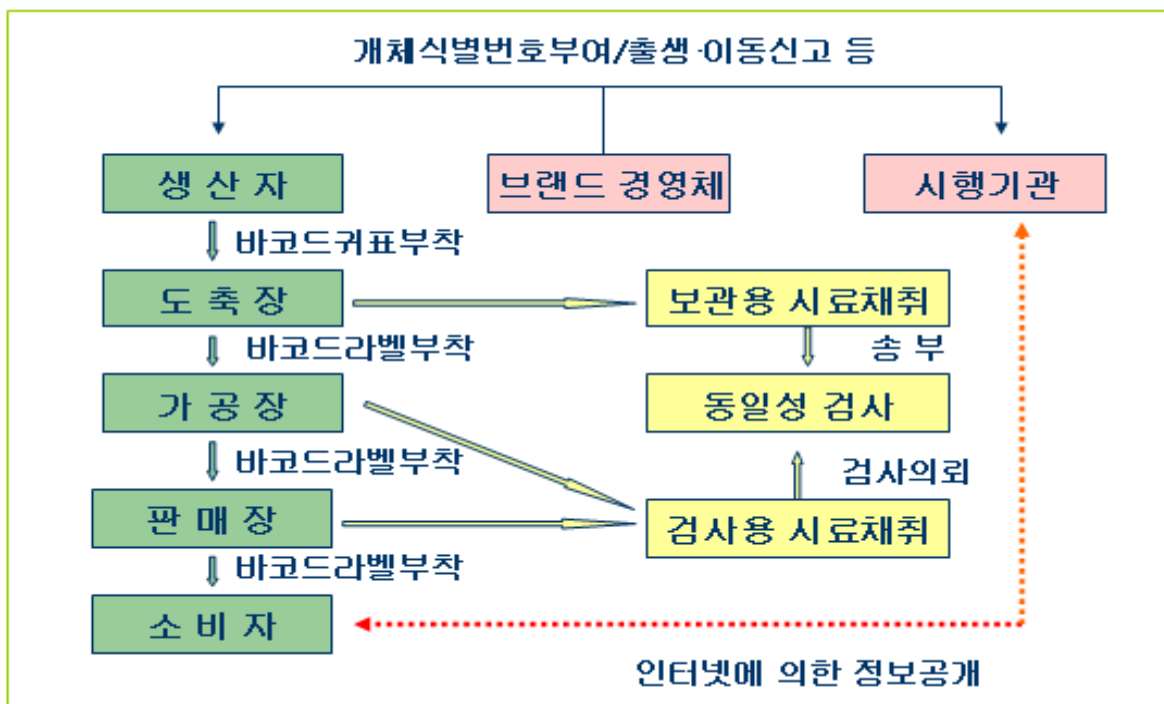 개체식별번호부여/출생·이동신고 등
생 산 자
브랜드 경영체
시행기관
바코드귀표부착
도 축 장
보관용 시료채취
바코드라벨부착
송 부
가 공 장
동일성 검사
바코드라벨부착
검사의뢰
판 매 장
검사용 시료채취
바코드라벨부착
소 비 자
인터넷에 의한 정보공개